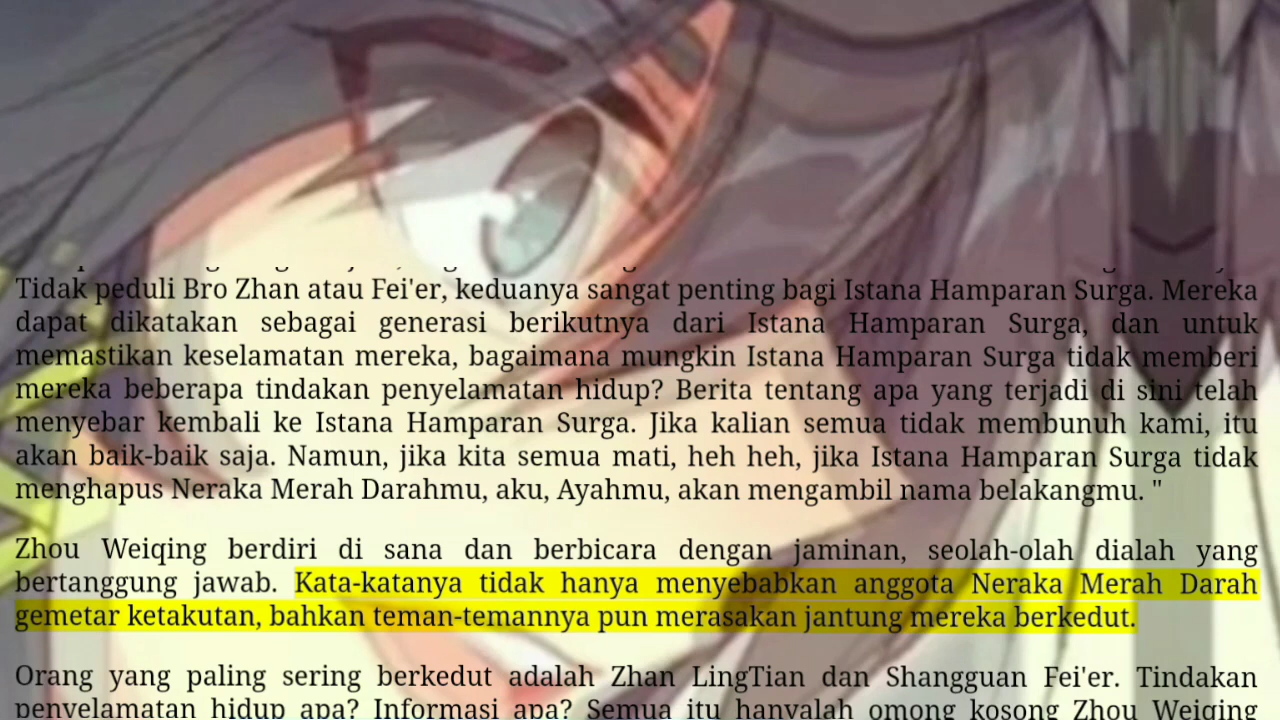 Tidak peduli Bro Zhan atau Fei'er, keduanya sangat penting bagi Istana Hamparan Surga. Mereka
dapat dikatakan sebagai generasi berikutnya dari Istana Hamparan Surga, dan untuk
memastikan keselamatan mereka, bagaimana mungkin Istana Hamparan Surga tidak memberi
mereka beberapa tindakan penyelamatan hidup? Berita tentang apa yang terjadi di sini telah
menyebar kembali ke Istana Hamparan Surga. Jika kalian semua tidak membunuh kami, itu
akan baik-baik saja. Namun, jika kita semua mati, heh heh, jika Istana Hamparan Surga tidak
menghapus Neraka Merah Darahmu, aku, Ayahmu, akan mengambil nama belakangmu. "
Zhou Weiqing berdiri di sana dan berbicara dengan jaminan, seolah-olah dialah yang
bertanggung jawab. Kata-katanya tidak hanya menyebabkan anggota Neraka Merah Darah
gemetar ketakutan, bahkan teman-temannya pun merasakan jantung mereka berkedut.
Orang yang paling sering berkedut adalah Zhan LingTian dan Shangguan Fei'er. Tindakan
penyelamatan hidup apa? Informasi apa? Semua itu hanyalah omong kosong Zhou Weiqing